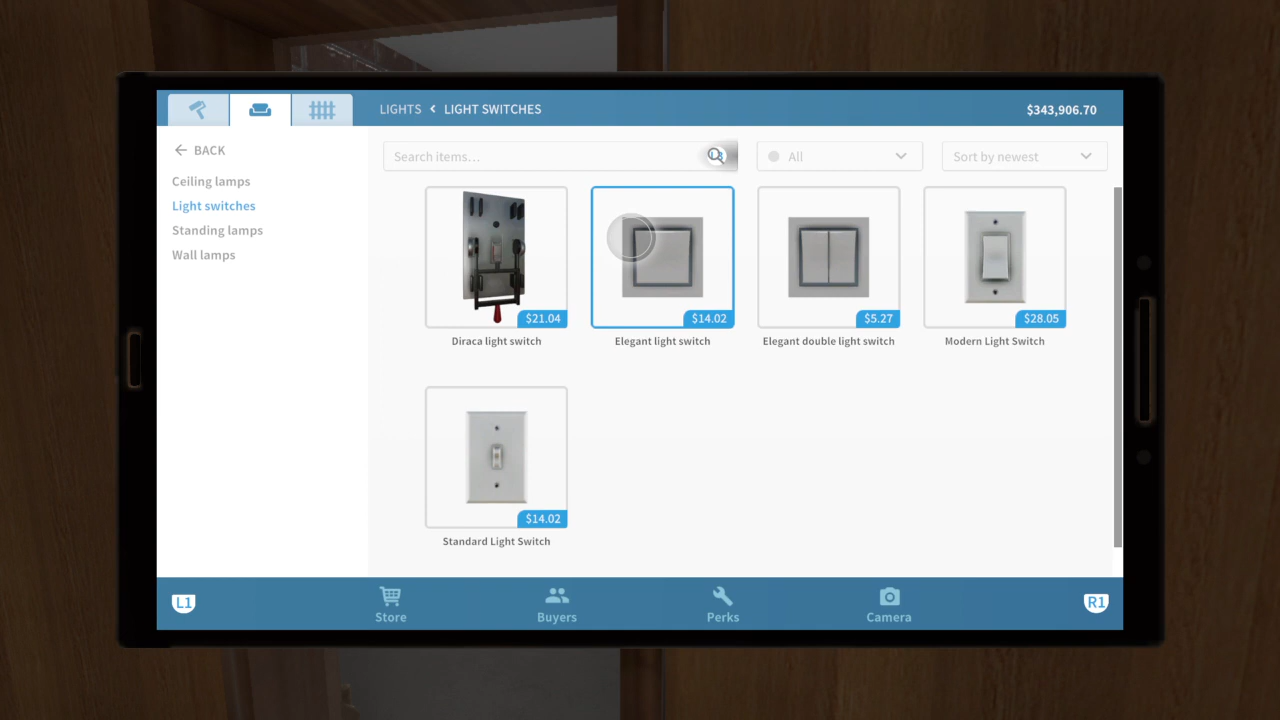 LIGHTS < LIGHT SWITCHES
$343,906.70
BACK
Search items...
All
Sort by newest
Ceiling lamps
Light switches
Standing lamps
Wall lamps
$21.04
$14.02
$5.27
$28.05
Diraca light switch
Elegant light switch
Elegant double light switch
Modern Light Switch
$14.02
Standard Light Switch
L1
Store
Buyers
Perks
Camera
R1